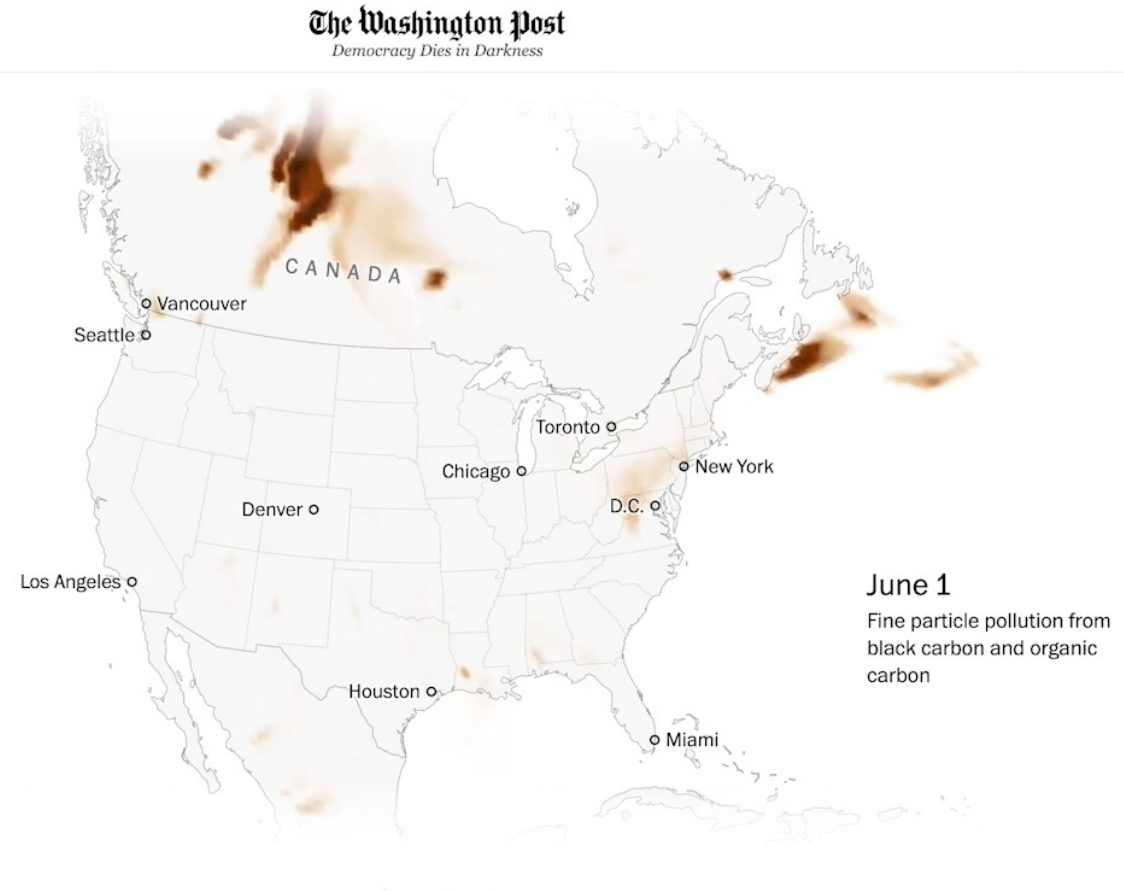 The Washington Post
Democracy Dies in Darkness
CANADA
Vancouver
Seattle
Toronto
Chicago
New York
Denver
D.C.
Los Angeles
June 1
Fine particle pollution from
black carbon and organic
carbon
Houston
Miami